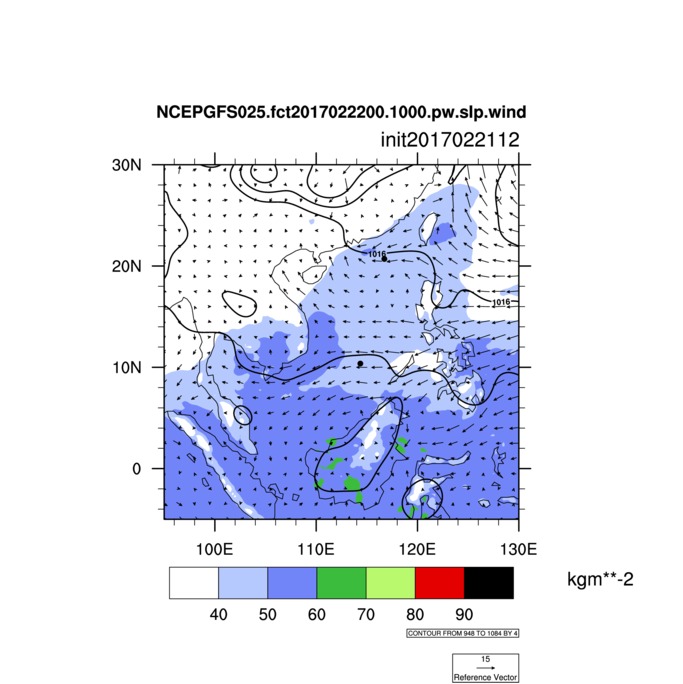 NCEPGFS025.fct2017022200.1000.pw.slp.wind
init2017022112
30N
20N
10N
0
1016
1016
100E 110E 120E 130E
40 50 60 70 80 90
kgm**-2
CONTOUR FROM 948 TO 1084 BY 4
15
Reference Vector